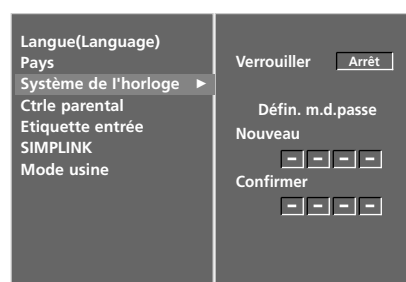 Langue(Language)
Pays
Système de l'horloge ►
Ctrle parental
Etiquette entrée
SIMPLINK
Mode usine
Verrouiller Arrêt
Défin. m.d.passe
Nouveau
– – – –
Confirmer
– – – –